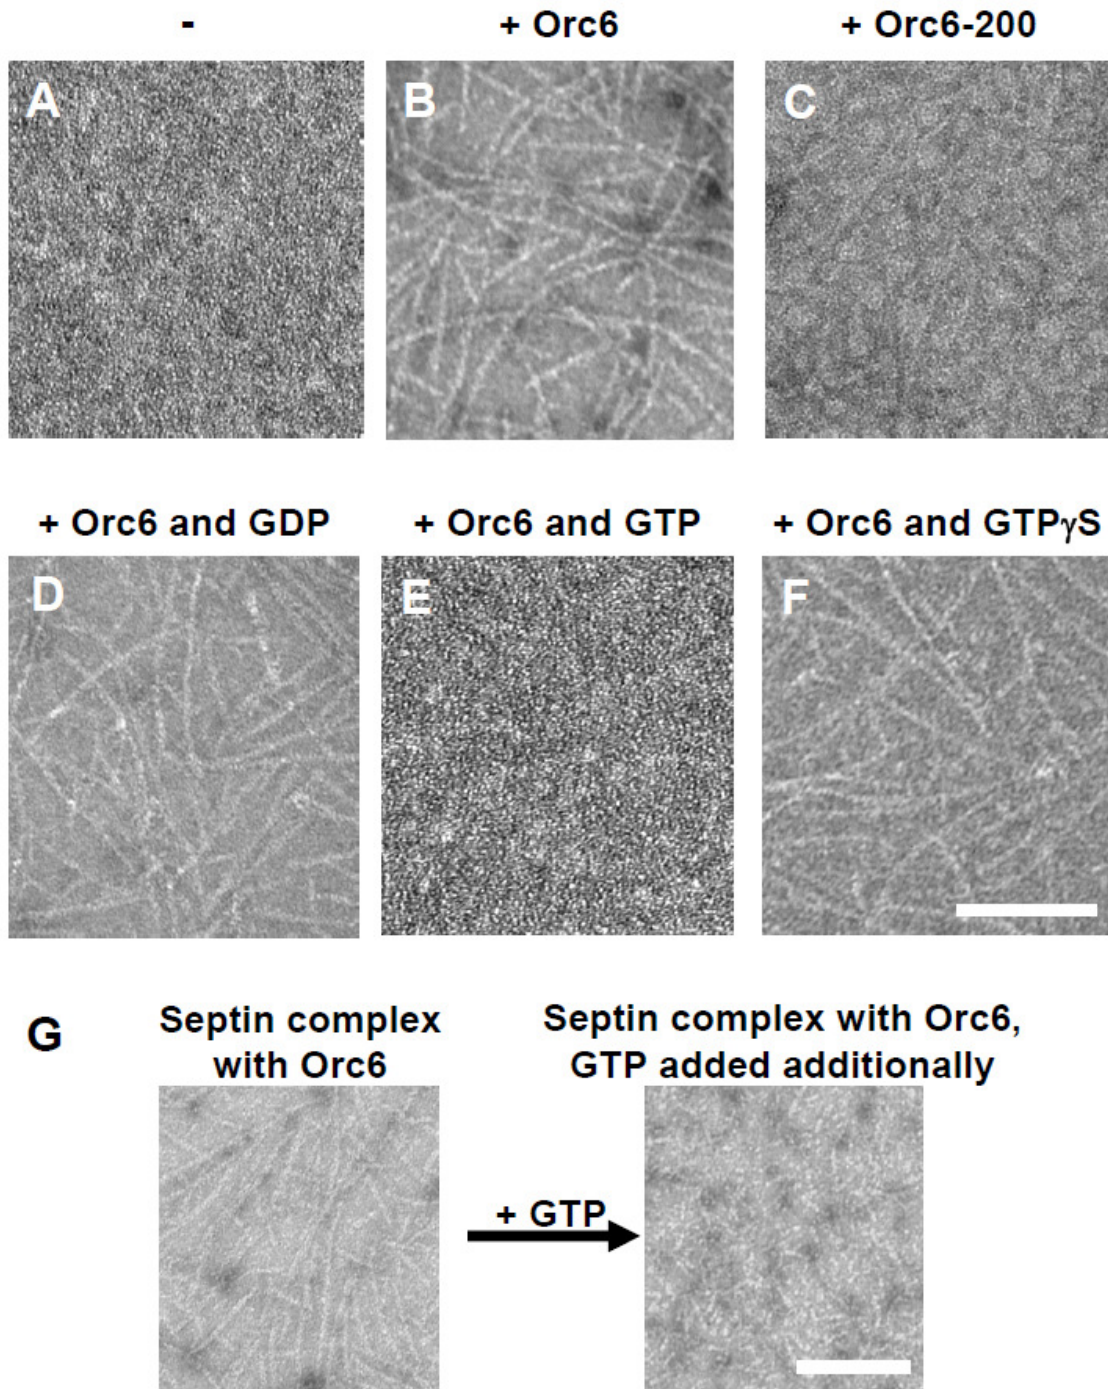 -
+ Orc6
+ Orc6-200
A
B
C
+ Orc6 and GDP
+ Orc6 and GTP
+ Orc6 and GTPγS
D
E
F
G
Septin complex
with Orc6
Septin complex with Orc6,
GTP added additionally
+ GTP